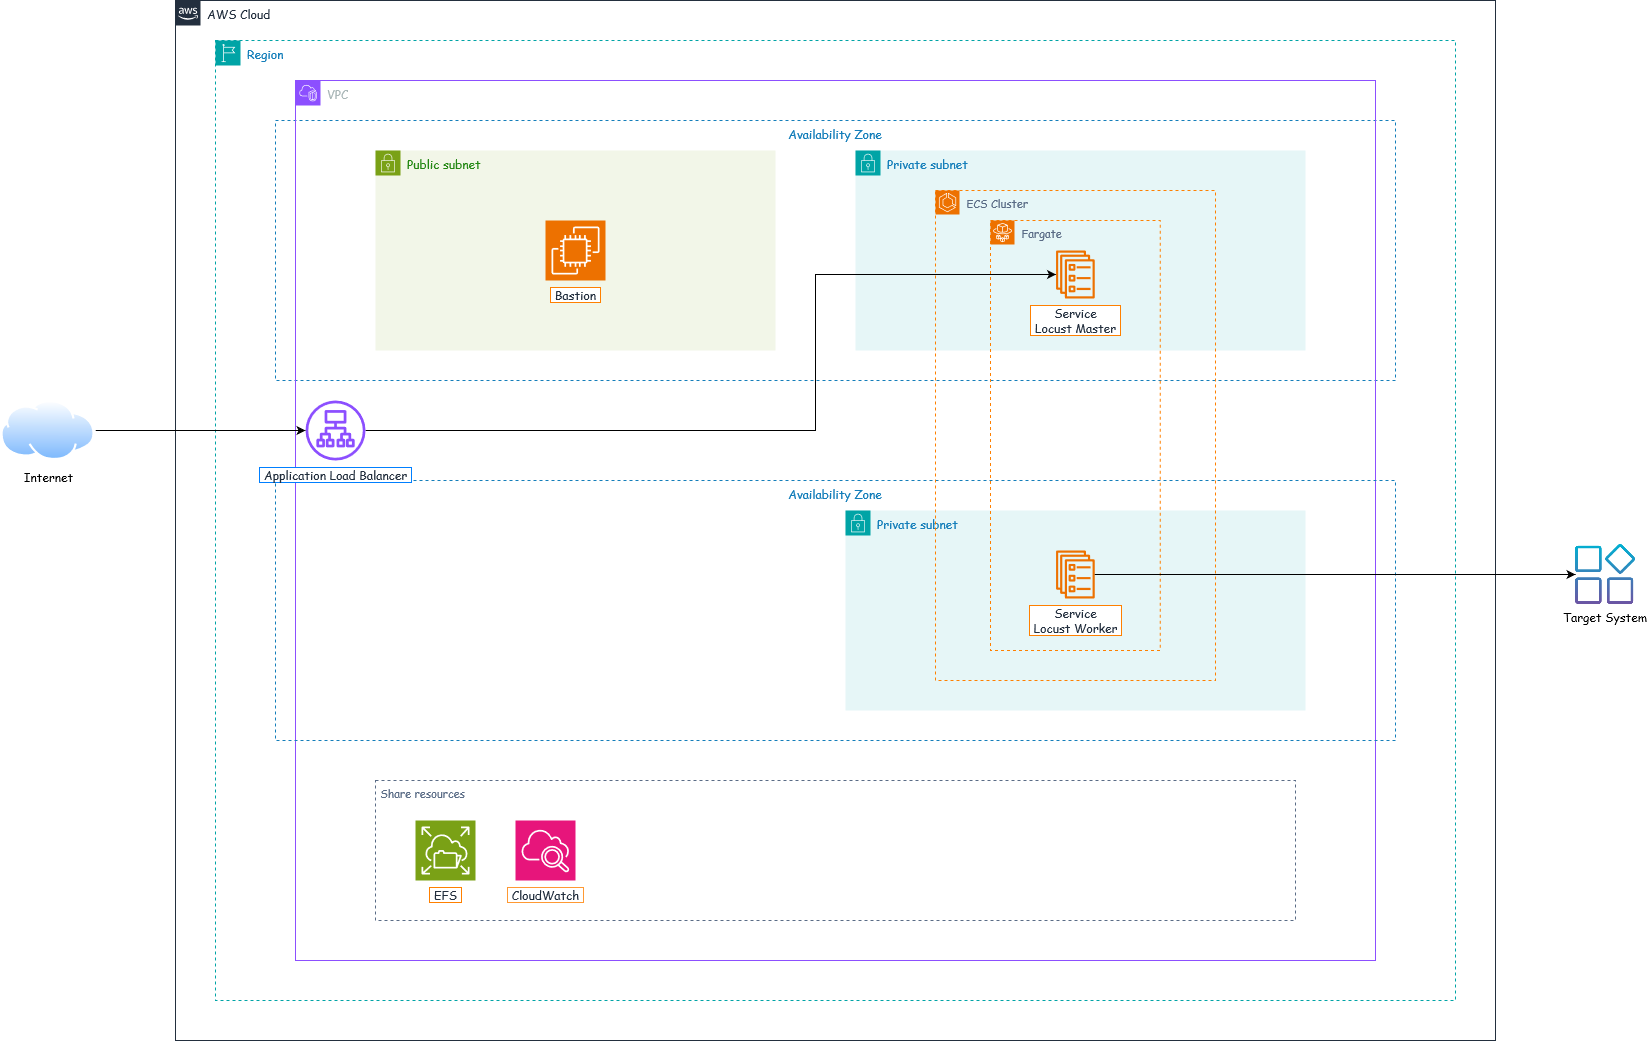 aws
AWS Cloud
Region
VPC
Availability Zone
Public subnet
Private subnet
ECS Cluster
Fargate
Bastion
Service
Locust Master
Internet
Application Load Balancer
Availability Zone
Private subnet
Service
Locust Worker
Target System
Share resources
EFS
CloudWatch